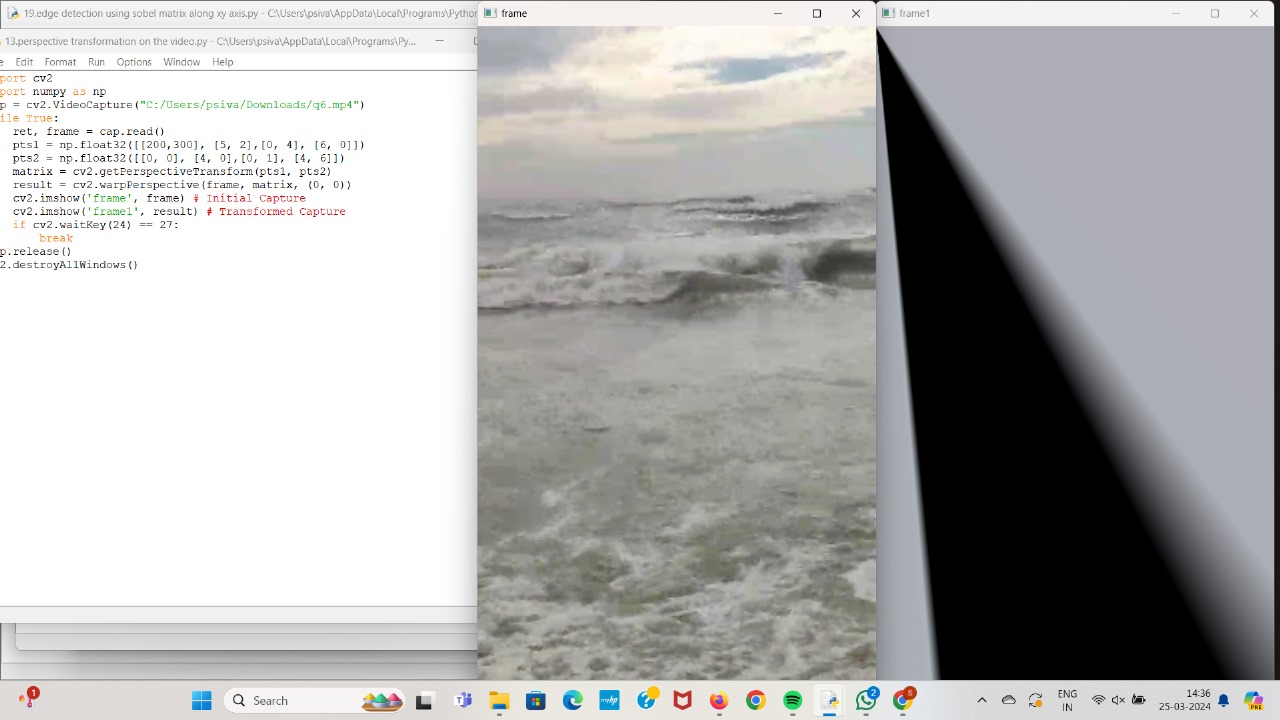 19.edge detection using sobel matrix along xy axis.py - C:\Users\psiva\AppData\Local\Programs\Python
13.perspective transformation on the video.py - C:\Users\psiva\AppData\Local\Programs\Py...
e Edit Format Run Options Window Help
port cv2
port numpy as np
p = cv2.VideoCapture("C:/Users/psiva/Downloads/q6.mp4")
ile True:
ret, frame = cap.read()
pts1 = np.float32([[200,300], [5, 2],[0, 4], [6, 0]])
pts2 = np.float32([[0, 0], [4, 0],[0, 1], [4, 6]])
matrix = cv2.getPerspectiveTransform(pts1, pts2)
result = cv2.warpPerspective(frame, matrix, (0, 0))
cv2.imshow('frame', frame) # Initial Capture
cv2.imshow('frame1', result) # Transformed Capture
if cv2.waitKey(24) == 27:
break
p.release()
2.destroyAllWindows()
frame
frame1
1
Search
myhp
2
S
ENG
IN
14:36
25-03-2024
PRE